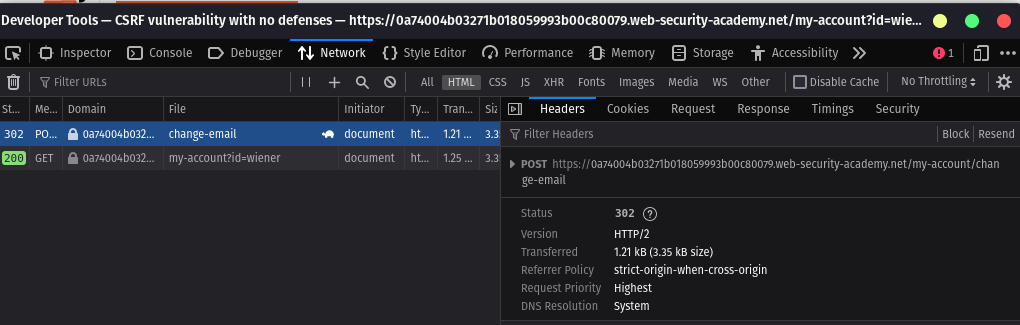 Developer Tools — CSRF vulnerability with no defenses — https://0a74004b03271b018059993b00c80079.web-security-academy.net/my-account?id=wie...
Inspector Console Debugger Network Style Editor Performance Memory Storage Accessibility 1
Filter URLs All HTML CSS JS XHR Fonts Images Media WS Other Disable Cache No Throttling
St... Me... Domain File Initiator Ty... Tran... Siz
302 PO... 0a74004b032... change-email document ht... 1.21 ... 3.3
200 GET 0a74004b032... my-account?id=wiener document ht... 1.25 ... 3.3
Headers Cookies Request Response Timings Security
Filter Headers Block Resend
POST https://0a74004b03271b018059993b00c80079.web-security-academy.net/my-account/chan
ge-email
Status 302 ?
Version HTTP/2
Transferred 1.21 kB (3.35 kB size)
Referrer Policy strict-origin-when-cross-origin
Request Priority Highest
DNS Resolution System